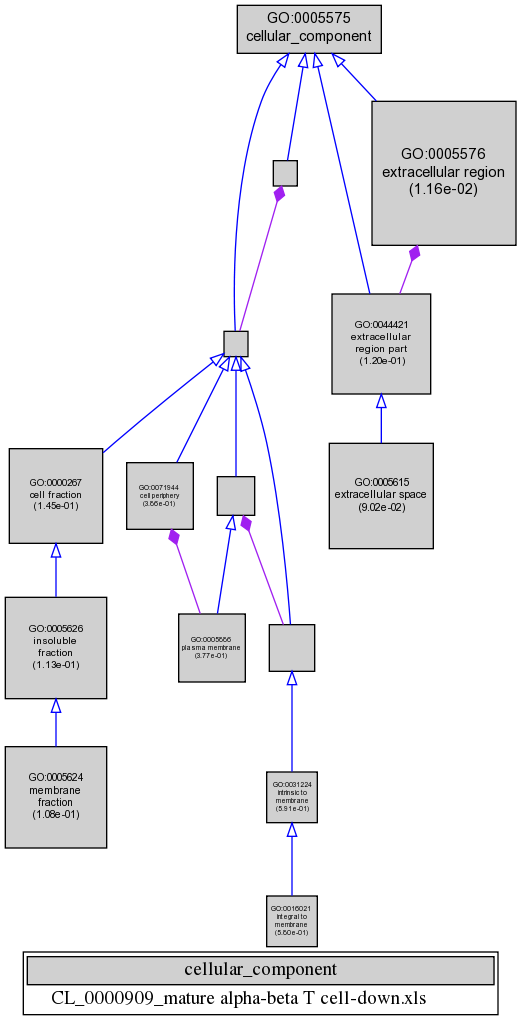 GO:0005575
cellular_component
GO:0005576
extracellular region
(1.16e-02)
GO:0044421
extracellular
region part
(1.20e-01)
GO:0000267
cell fraction
(1.45e-01)
GO:0071944
cell periphery
(3.66e-01)
GO:0005615
extracellular space
(9.02e-02)
GO:0005626
insoluble
fraction
(1.13e-01)
GO:0005886
plasma membrane
(3.77e-01)
GO:0005624
membrane
fraction
(1.08e-01)
GO:0031224
intrinsic to
membrane
(5.91e-01)
GO:0016021
integral to
membrane
(5.60e-01)
cellular_component
CL_0000909_mature alpha-beta T cell-down.xls